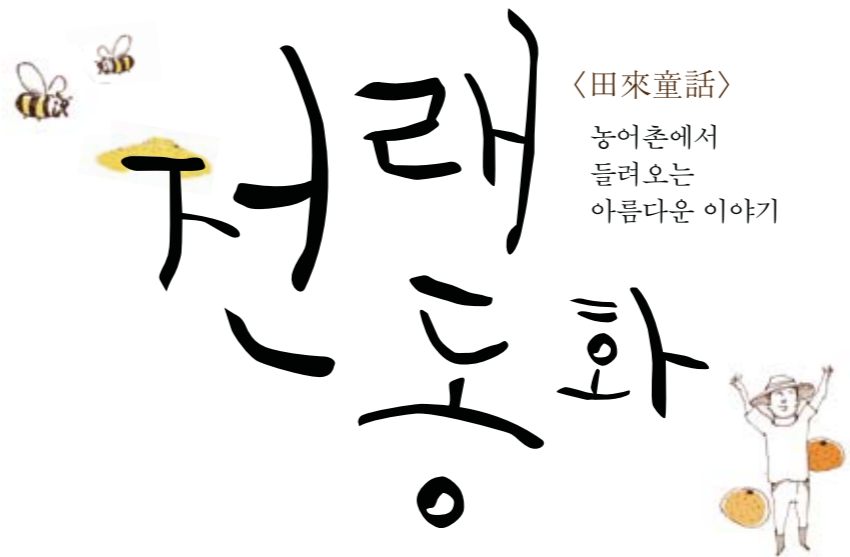 전래동화
〈田來童話〉
농어촌에서
들려오는
아름다운 이야기